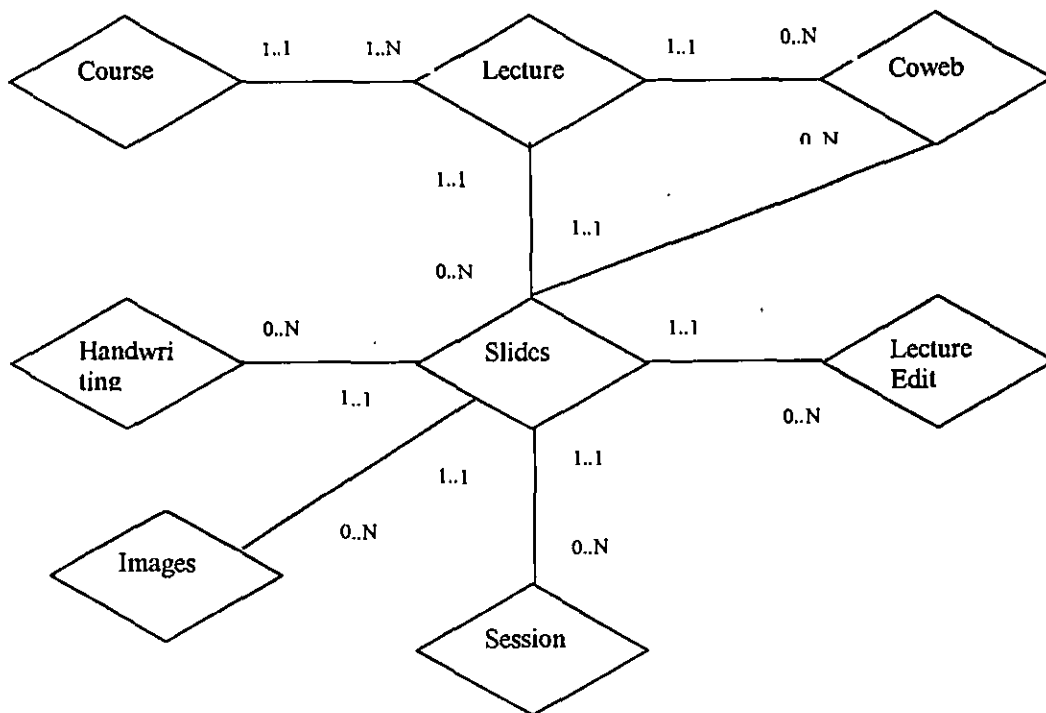 1..1
1..N
1..1
0..N
Course
Lecture
Coweb
0..N
1..1
1..1
0..N
0..N
1..1
Handwri
ting
Slides
Lecture
Edit
1..1
0..N
1..1
1..1
0..N
0..N
Images
Session